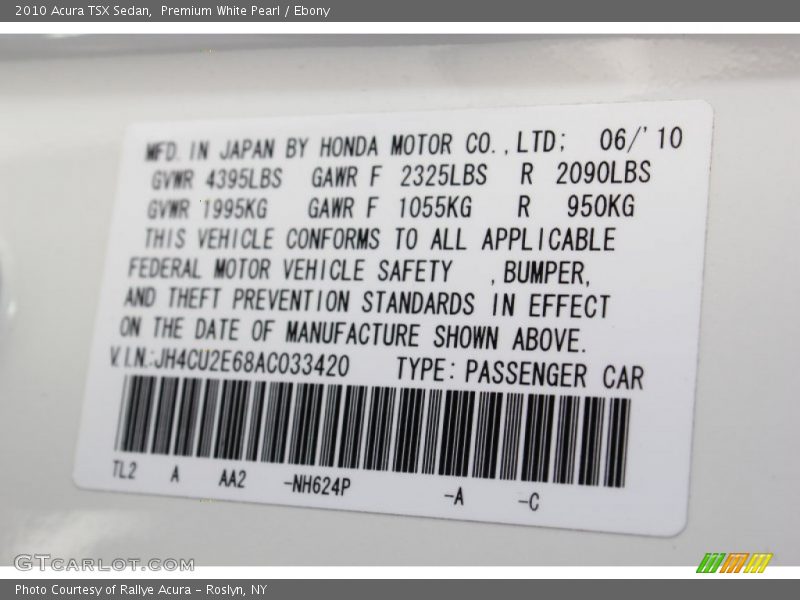 2010 Acura TSX Sedan, Premium White Pearl / Ebony
MFD. IN JAPAN BY HONDA MOTOR CO.,LTD; 06/'10
GVWR 4395LBS GAWR F 2325LBS R 2090LBS
GVWR 1995KG GAWR F 1055KG R 950KG
THIS VEHICLE CONFORMS TO ALL APPLICABLE
FEDERAL MOTOR VEHICLE SAFETY ,BUMPER,
AND THEFT PREVENTION STANDARDS IN EFFECT
ON THE DATE OF MANUFACTURE SHOWN ABOVE.
V.I.N.:JH4CU2E68AC033420 TYPE: PASSENGER CAR
TL2 A AA2 -NH624P -A -C
GTCARLOT.COM
Photo Courtesy of Rallye Acura - Roslyn, NY